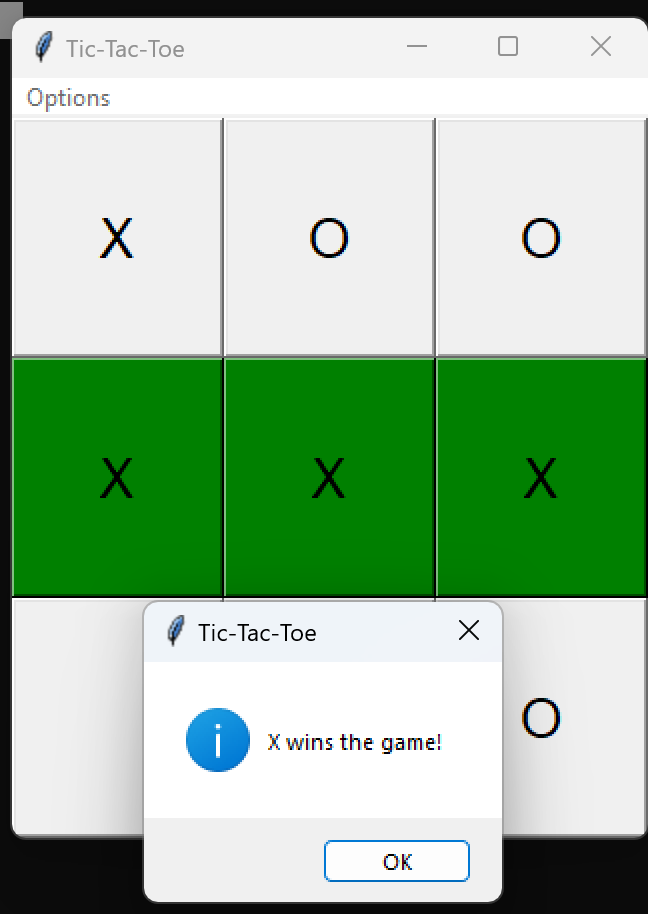 Tic-Tac-Toe
Options
X O O
X X X
O
Tic-Tac-Toe
X wins the game!
OK